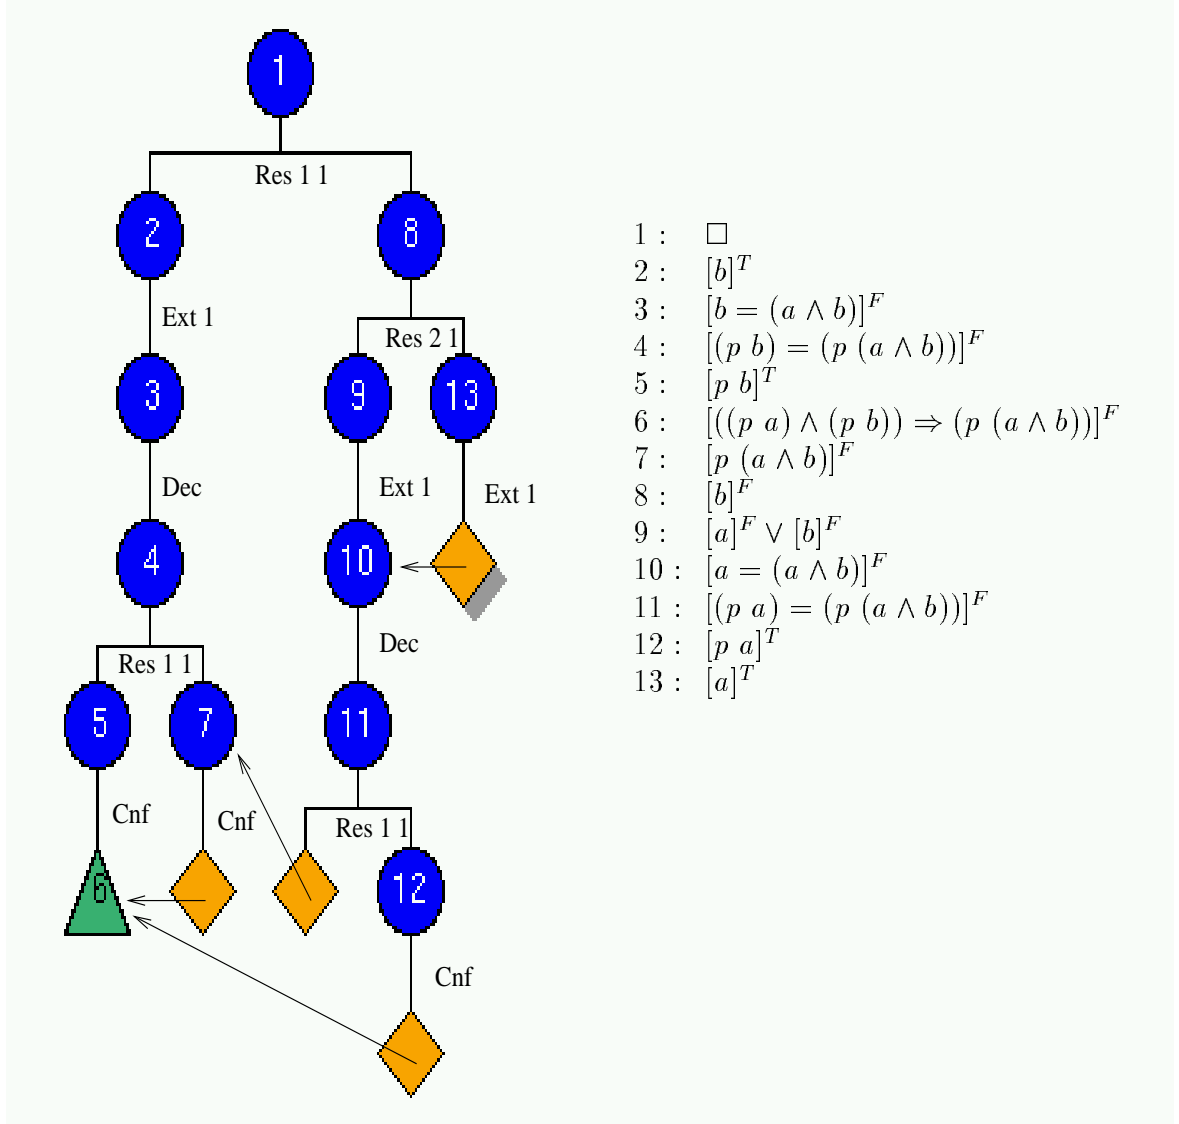 1
Res 1 1
2 8
Ext 1
Res 2 1
3 9 13
Dec Ext 1 Ext 1
4 10
Dec
Res 1 1
5 7 11
Cnf Cnf
Res 1 1
6 12
Cnf
1 : □
2 : [b]^T
3 : [b = (a ∧ b)]^F
4 : [(p b) = (p (a ∧ b))]^F
5 : [p b]^T
6 : [((p a) ∧ (p b)) ⇒ (p (a ∧ b))]^F
7 : [p (a ∧ b)]^F
8 : [b]^F
9 : [a]^F ∨ [b]^F
10 : [a = (a ∧ b)]^F
11 : [(p a) = (p (a ∧ b))]^F
12 : [p a]^T
13 : [a]^T